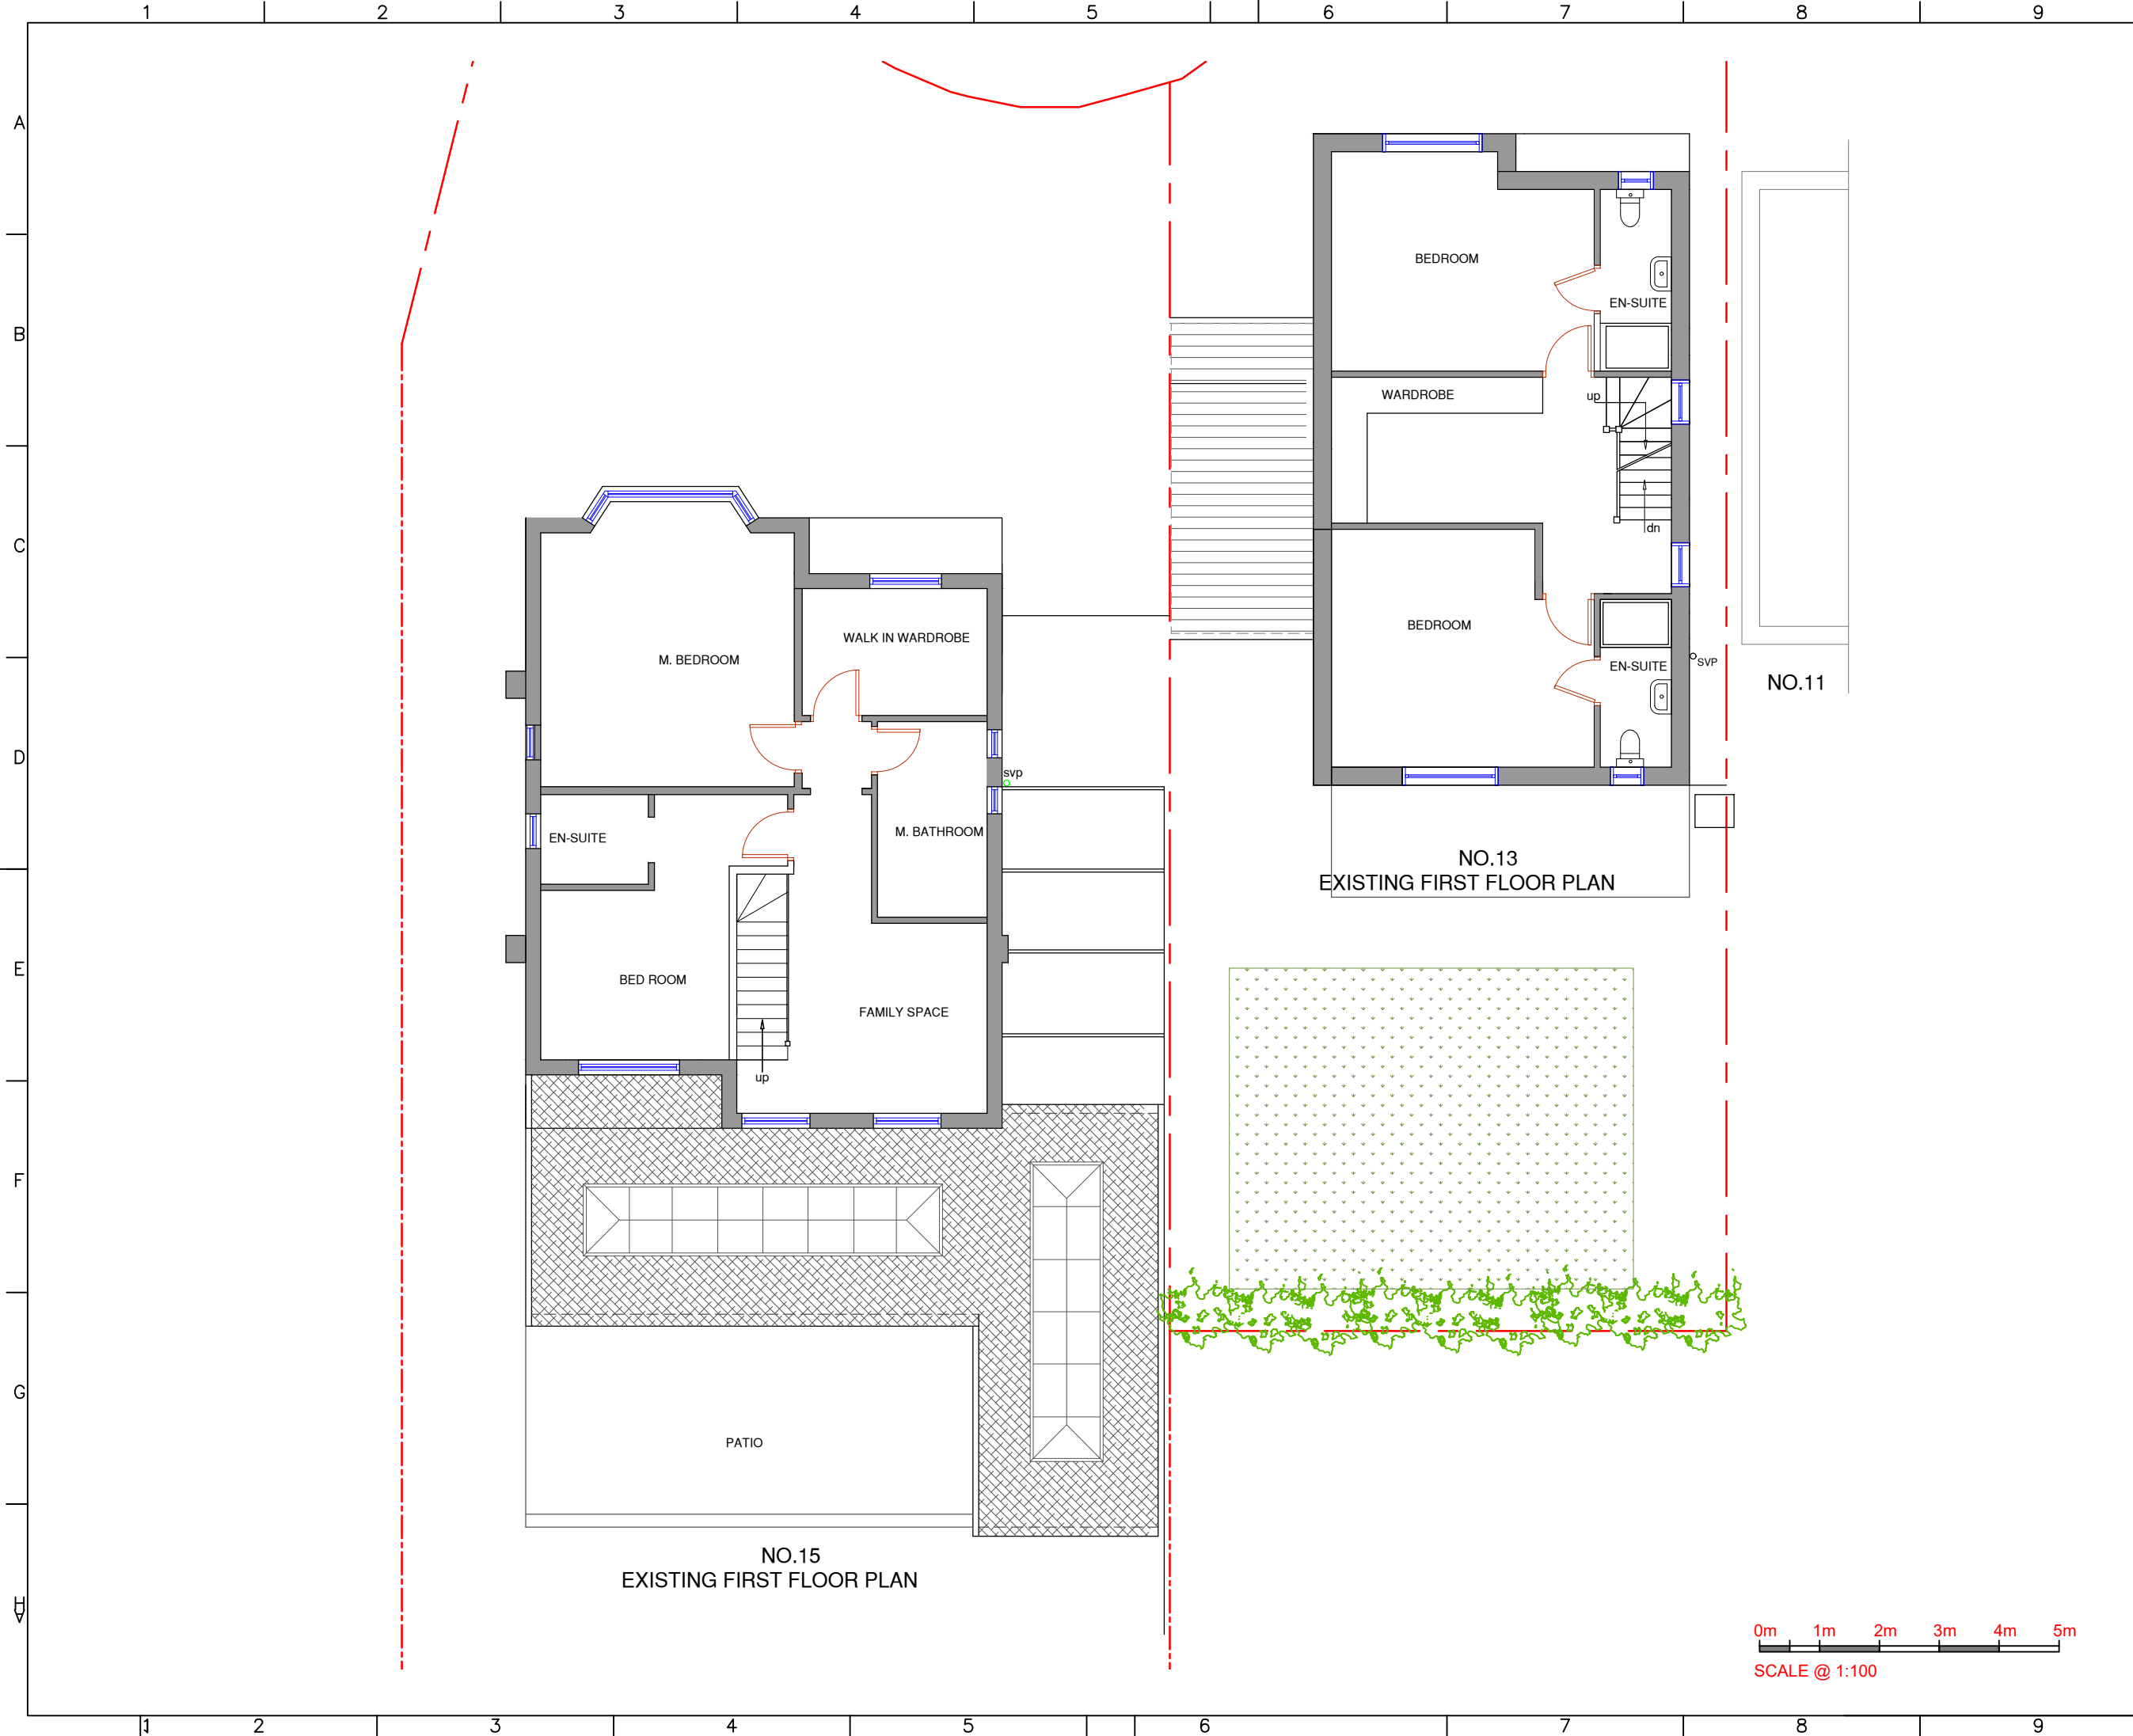 1 2 3 4 5 6 7 8 9
A
B
C
D
E
F
G
H
BEDROOM
EN-SUITE
WARDROBE
up
dn
BEDROOM
EN-SUITE
SVP
NO.11
NO.13
EXISTING FIRST FLOOR PLAN
WALK IN WARDROBE
M. BEDROOM
svp
M. BATHROOM
EN-SUITE
BED ROOM
FAMILY SPACE
up
PATIO
NO.15
EXISTING FIRST FLOOR PLAN
0m 1m 2m 3m 4m 5m
SCALE @ 1:100
1 2 3 4 5 6 7 8 9